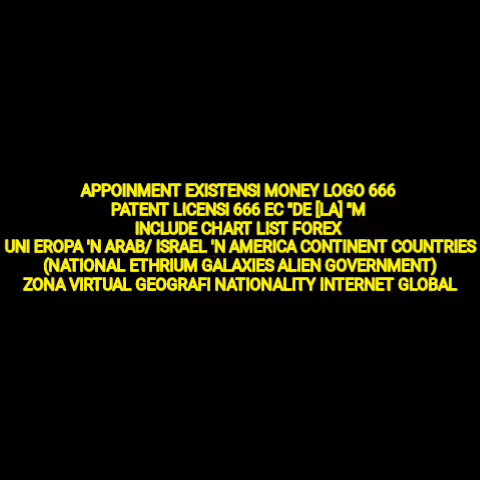 APPOINMENT EXISTENSI MONEY LOGO 666
PATENT LICENSI 666 EC "DE [LA] "M
INCLUDE CHART LIST FOREX
UNI EROPA 'N ARAB/ ISRAEL 'N AMERICA CONTINENT COUNTRIES
(NATIONAL ETHRIUM GALAXIES ALIEN GOVERNMENT)
ZONA VIRTUAL GEOGRAFI NATIONALITY INTERNET GLOBAL